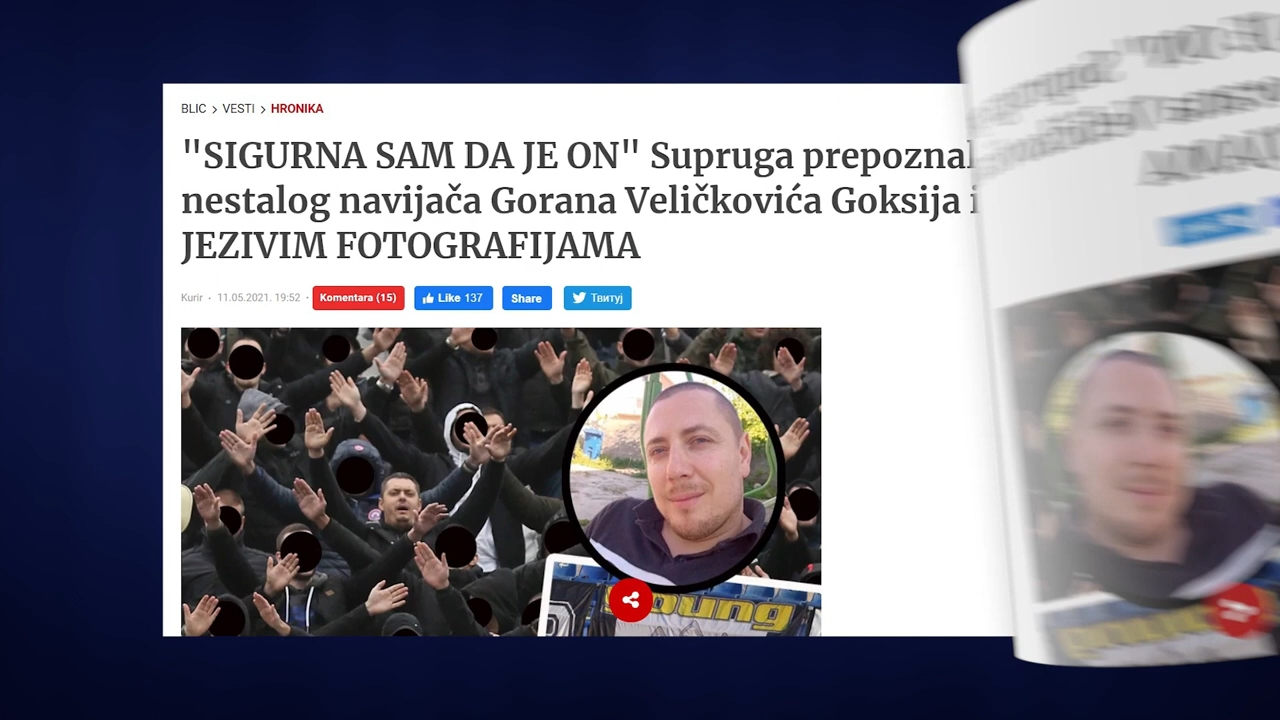 BLIC > VESTI > HRONIKA
"SIGURNA SAM DA JE ON" Supruga prepoznal
nestalog navijača Gorana Veličkovića Goksija i
JEZIVIM FOTOGRAFIJAMA
Kurir · 11.05.2021. 19:52 · Komentara (15) Like 137 Share Твитуј
young